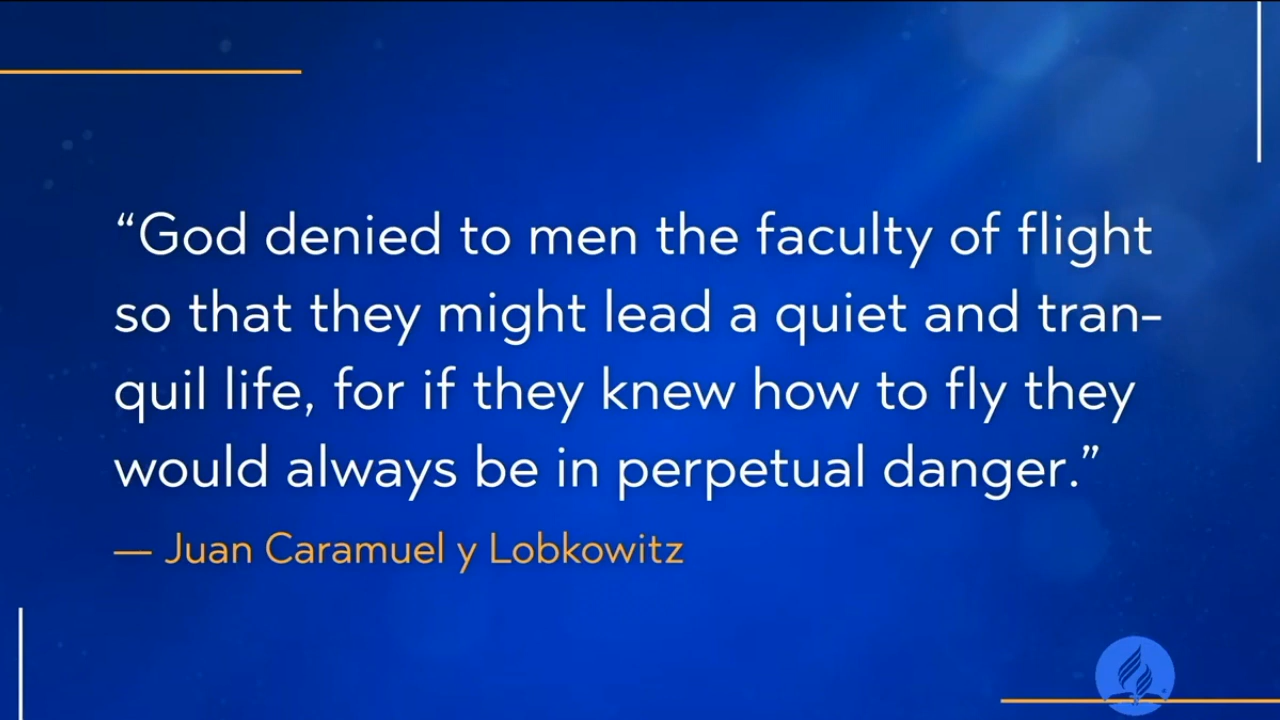 “God denied to men the faculty of flight
so that they might lead a quiet and tran-
quil life, for if they knew how to fly they
would always be in perpetual danger.”
— Juan Caramuel y Lobkowitz